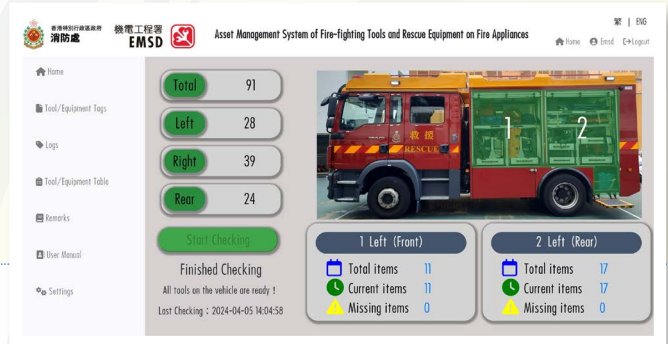 香港特別行政區政府
消防處
機電工程署
EMSD
Asset Management System of Fire-fighting Tools and Rescue Equipment on Fire Appliances
繁 | ENG
Home Emsd Logout
Home
Tool/Equipment Tags
Logs
Tool/Equipment Table
Remarks
User Manual
Settings
Total 91
Left 28
Right 39
Rear 24
Start Checking
Finished Checking
All tools on the vehicle are ready !
Last Checking : 2024-04-05 14:04:58
救援
RESCUE
1 2
1 Left (Front)
Total items 11
Current items 11
Missing items 0
2 Left (Rear)
Total items 17
Current items 17
Missing items 0